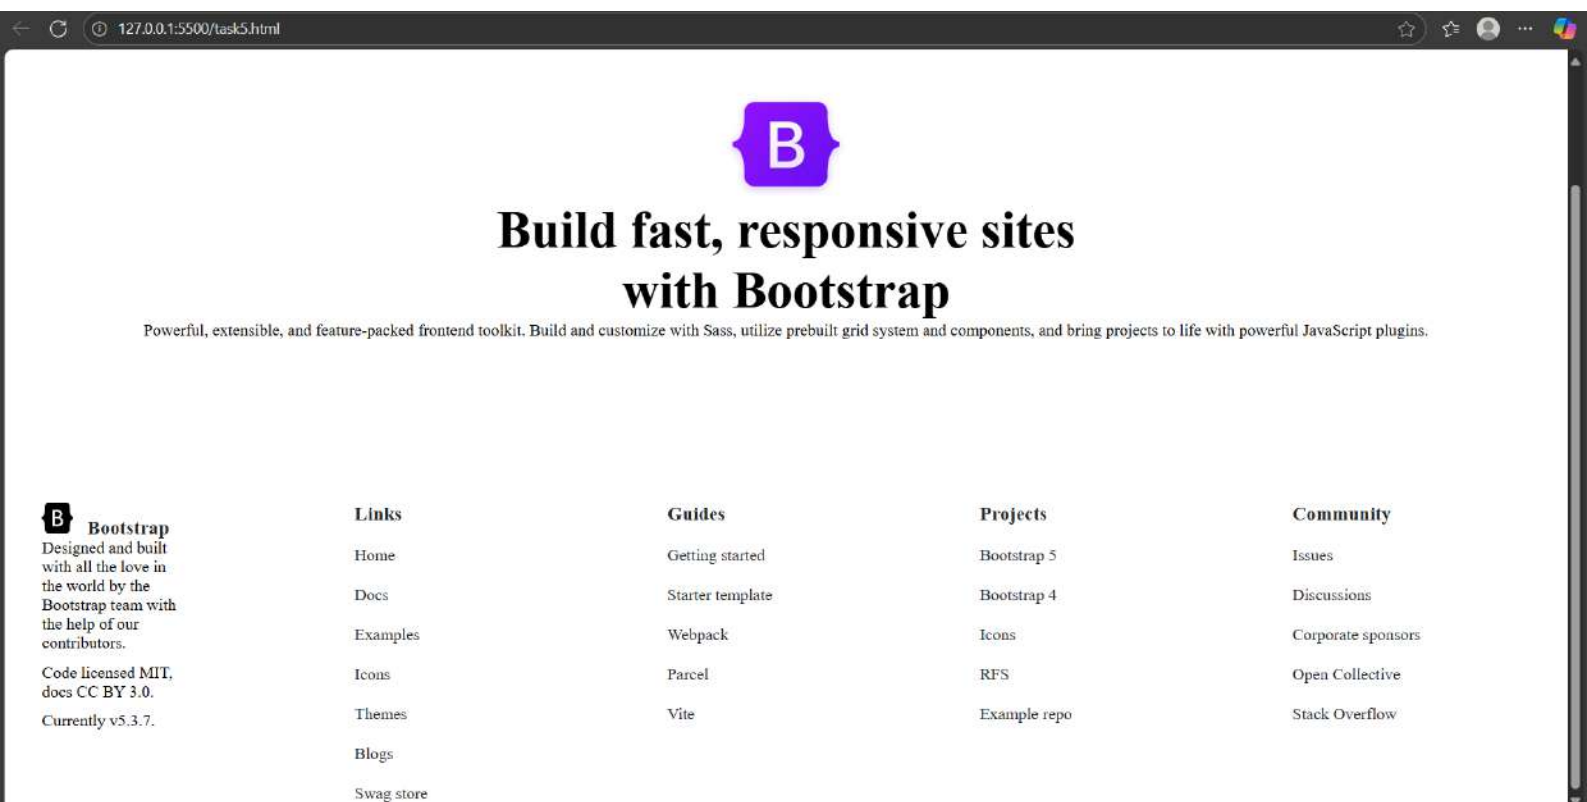 127.0.0.1:5500/task5.html
B
Build fast, responsive sites
with Bootstrap
Powerful, extensible, and feature-packed frontend toolkit. Build and customize with Sass, utilize prebuilt grid system and components, and bring projects to life with powerful JavaScript plugins.
B Bootstrap
Designed and built
with all the love in
the world by the
Bootstrap team with
the help of our
contributors.
Code licensed MIT,
docs CC BY 3.0.
Currently v5.3.7.
Links
Home
Docs
Examples
Icons
Themes
Blogs
Swag store
Guides
Getting started
Starter template
Webpack
Parcel
Vite
Projects
Bootstrap 5
Bootstrap 4
Icons
RFS
Example repo
Community
Issues
Discussions
Corporate sponsors
Open Collective
Stack Overflow